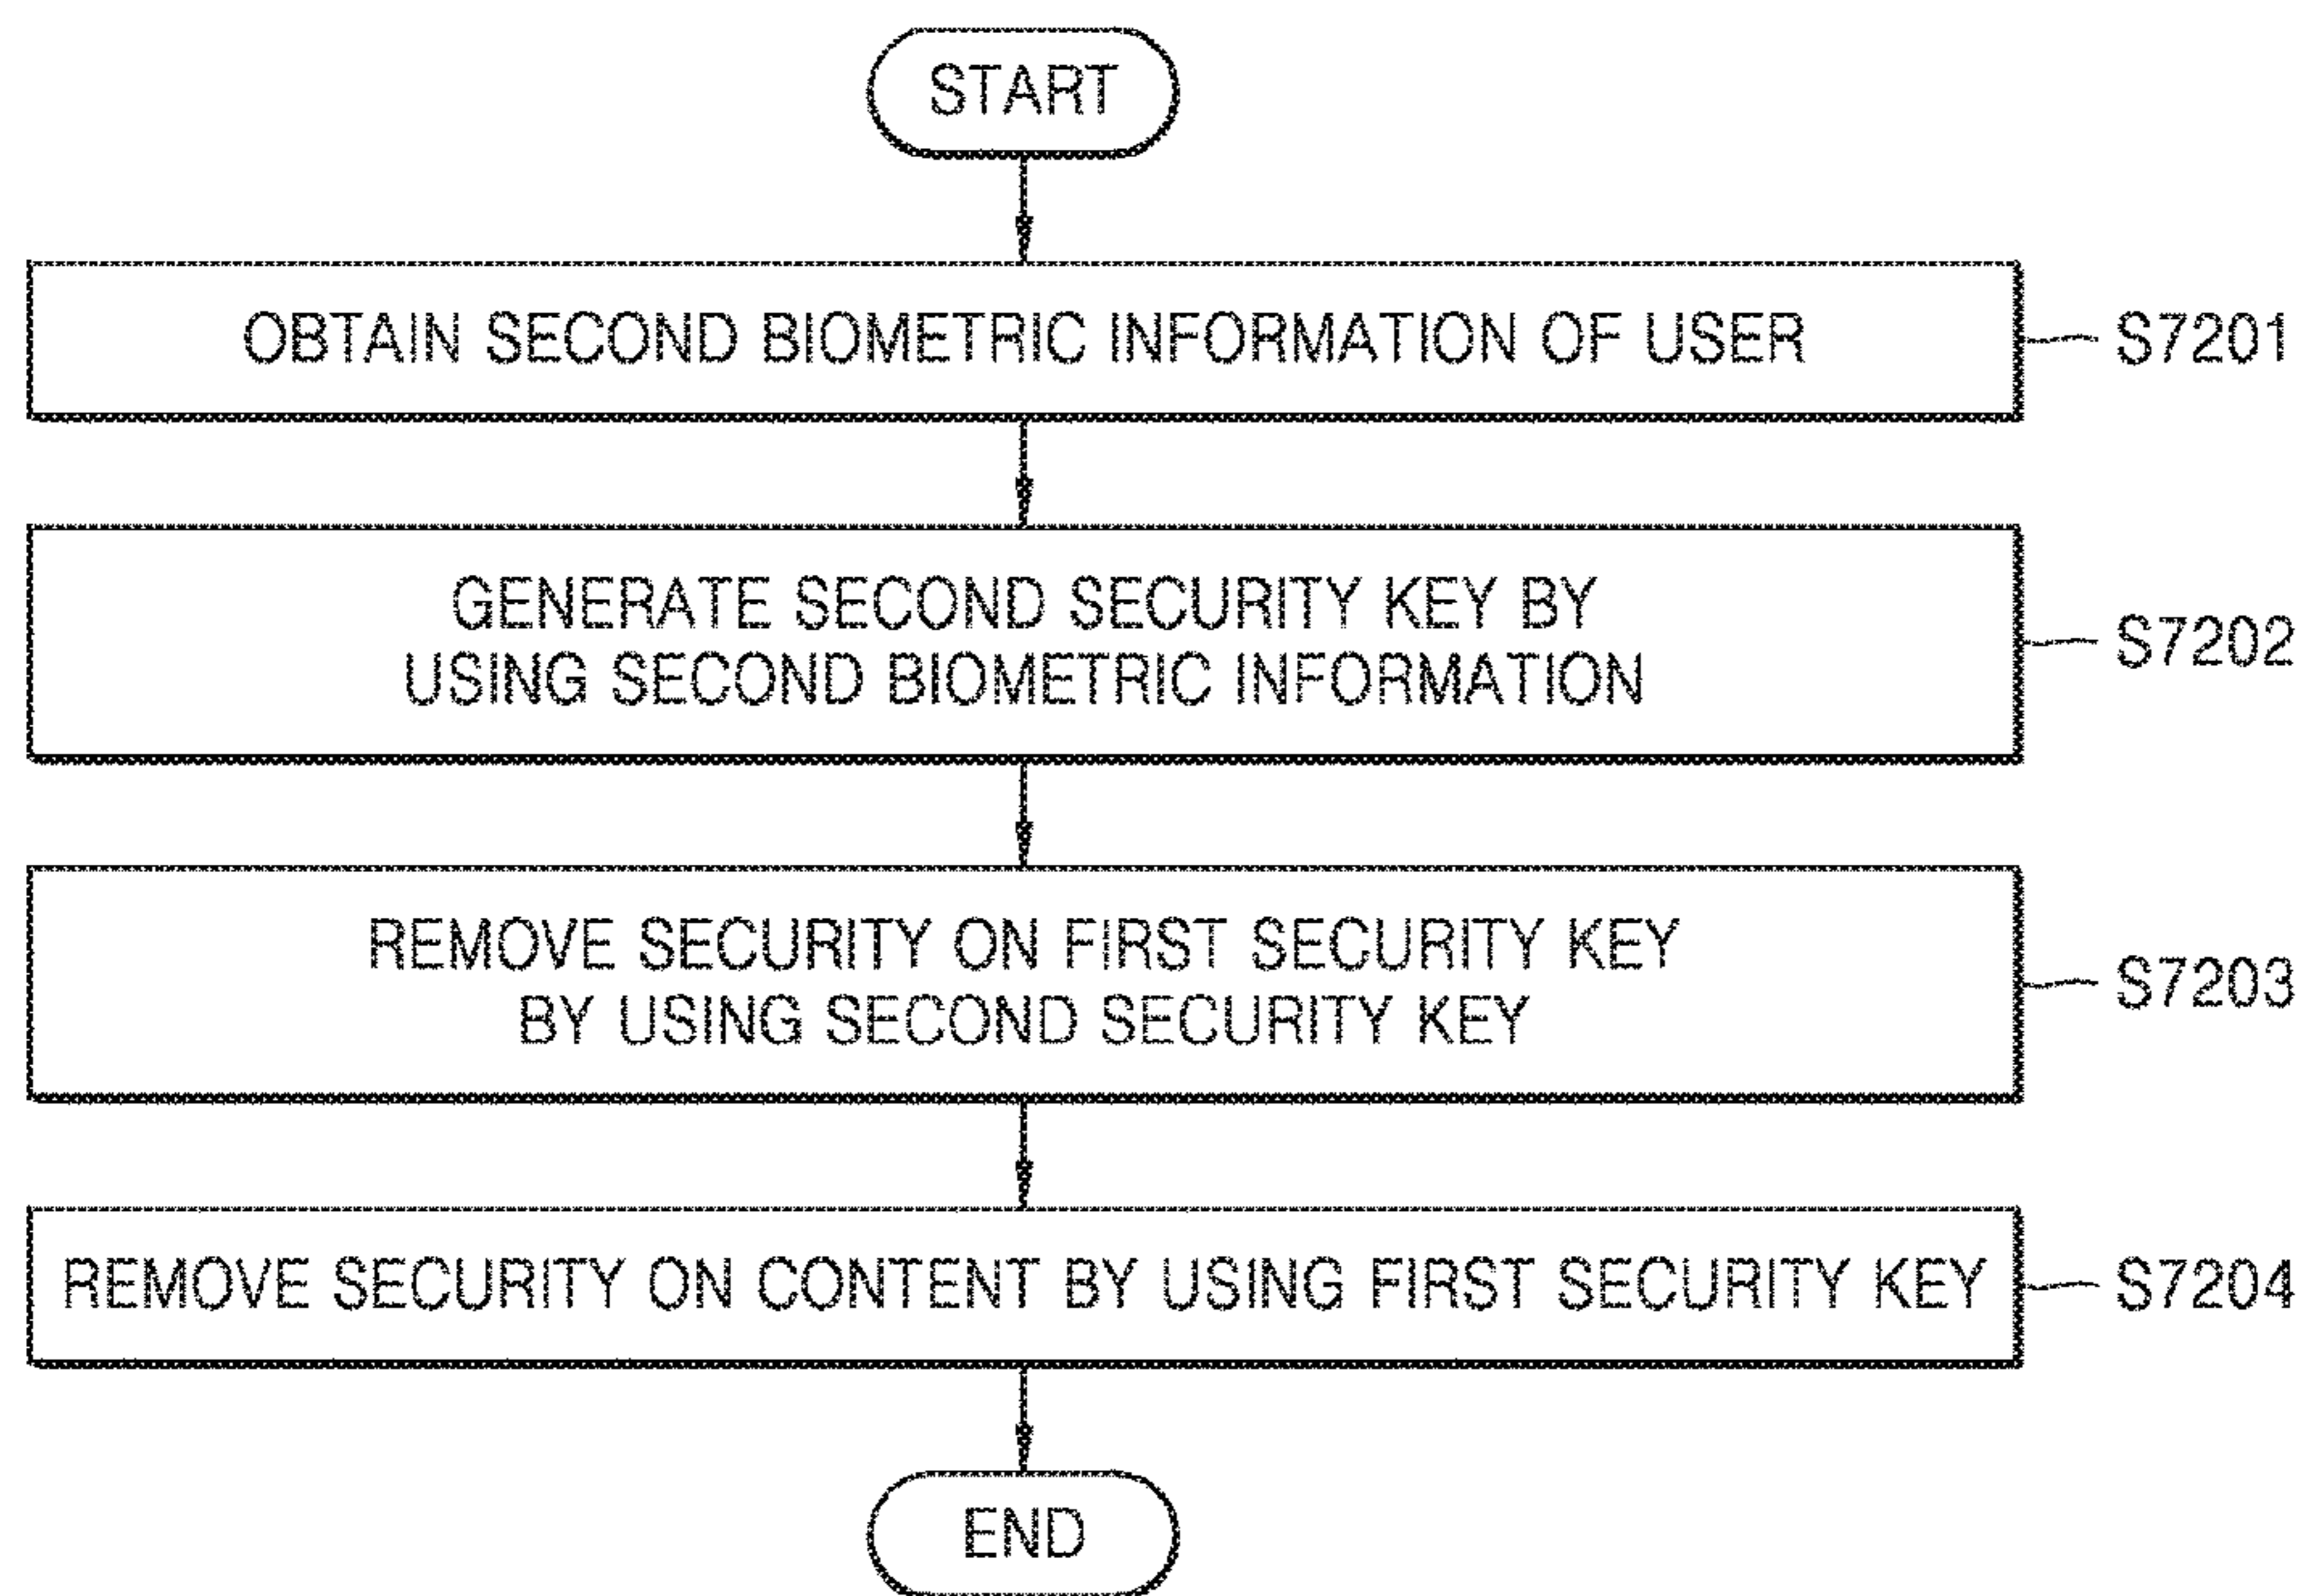 START
OBTAIN SECOND BIOMETRIC INFORMATION OF USER
S7201
GENERATE SECOND SECURITY KEY BY
USING SECOND BIOMETRIC INFORMATION
S7202
REMOVE SECURITY ON FIRST SECURITY KEY
BY USING SECOND SECURITY KEY
S7203
REMOVE SECURITY ON CONTENT BY USING FIRST SECURITY KEY
S7204
END